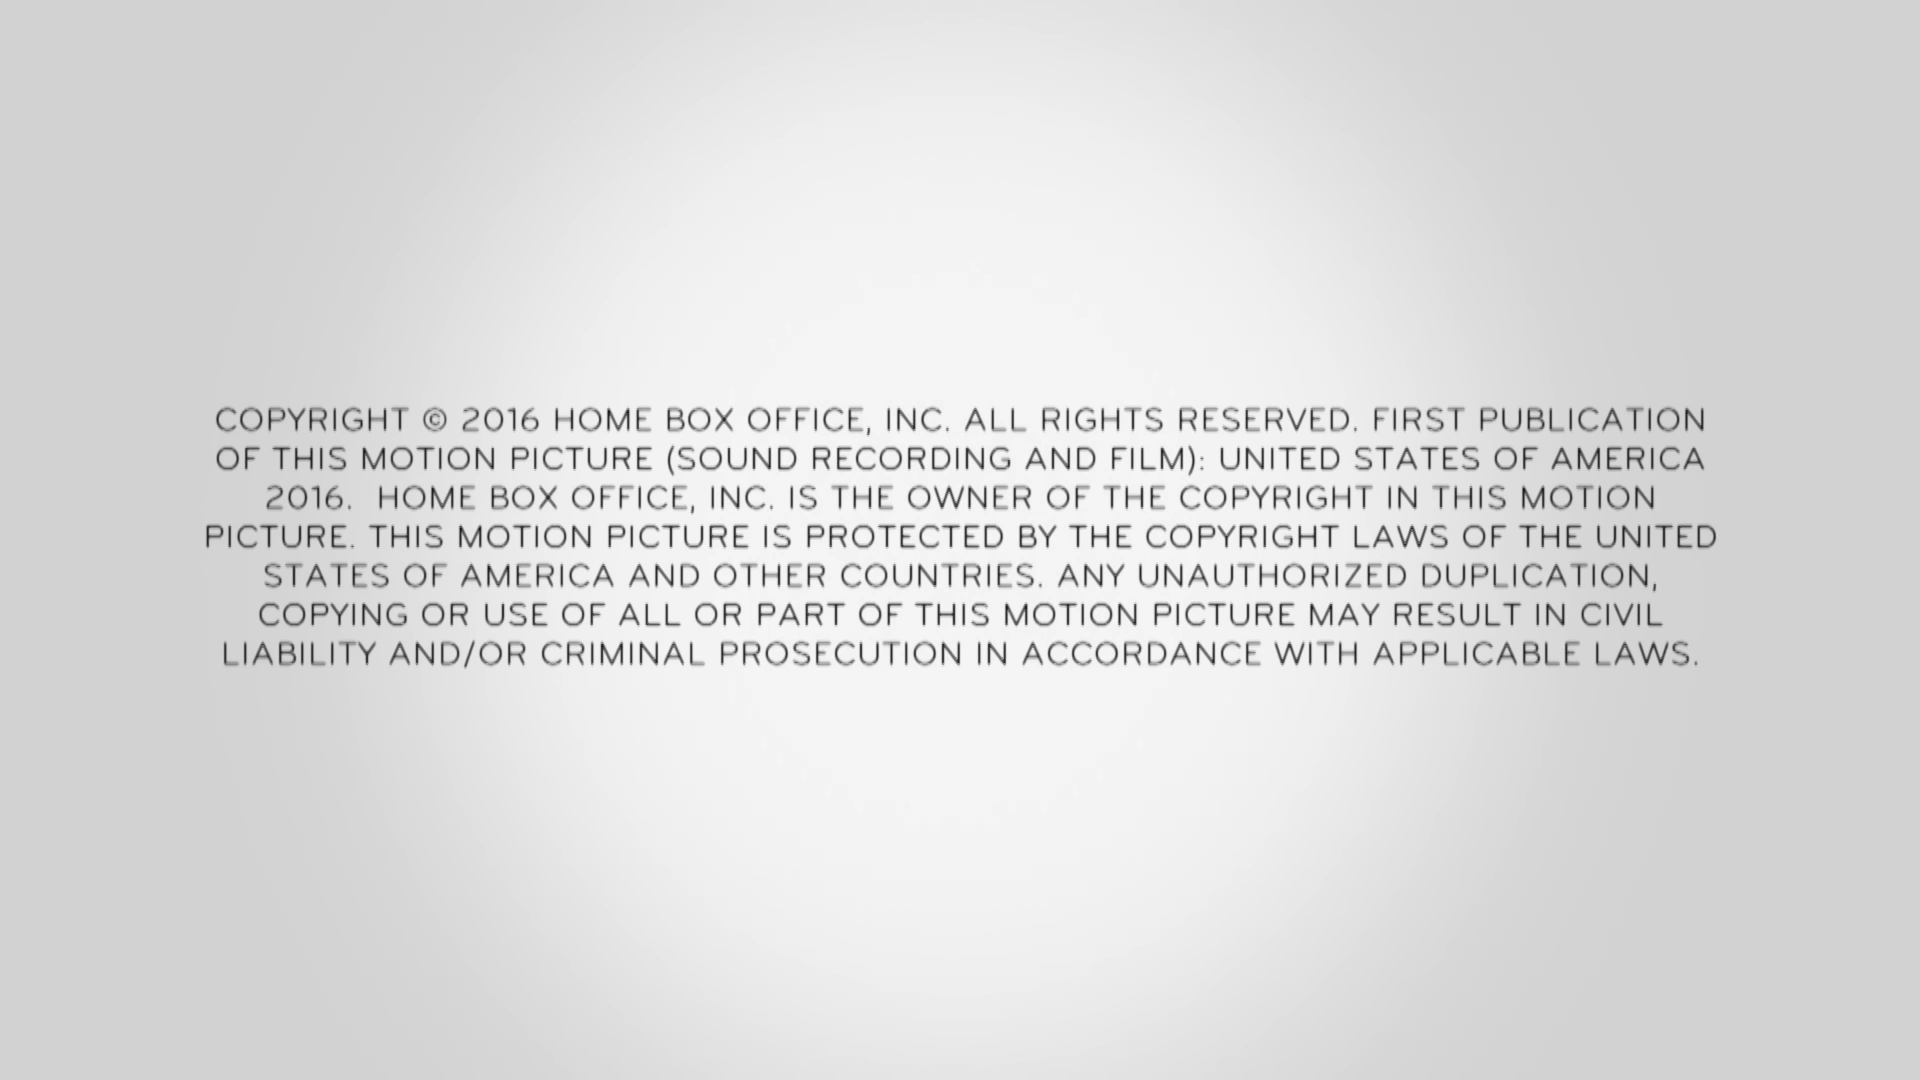 COPYRIGHT © 2016 HOME BOX OFFICE, INC. ALL RIGHTS RESERVED. FIRST PUBLICATION
OF THIS MOTION PICTURE (SOUND RECORDING AND FILM): UNITED STATES OF AMERICA
2016.  HOME BOX OFFICE, INC. IS THE OWNER OF THE COPYRIGHT IN THIS MOTION
PICTURE. THIS MOTION PICTURE IS PROTECTED BY THE COPYRIGHT LAWS OF THE UNITED
STATES OF AMERICA AND OTHER COUNTRIES. ANY UNAUTHORIZED DUPLICATION,
COPYING OR USE OF ALL OR PART OF THIS MOTION PICTURE MAY RESULT IN CIVIL
LIABILITY AND/OR CRIMINAL PROSECUTION IN ACCORDANCE WITH APPLICABLE LAWS.